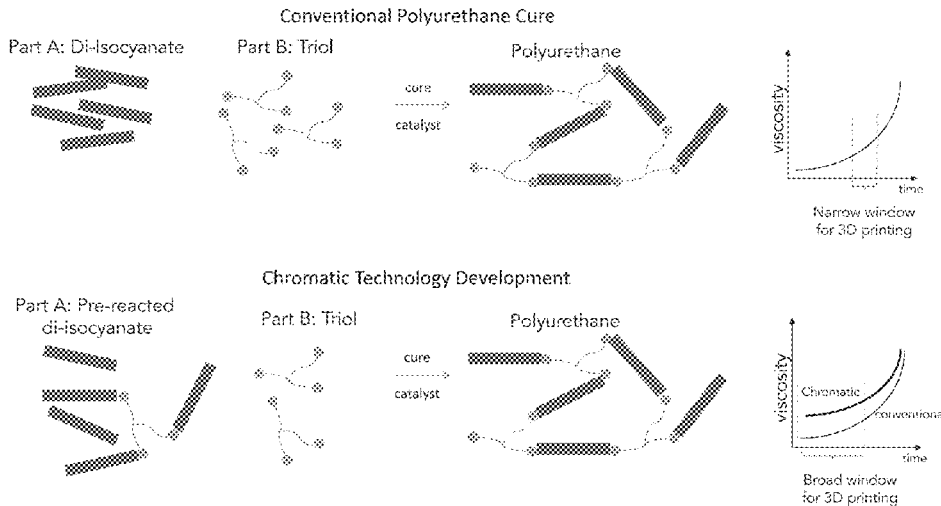 Conventional Polyurethane Cure
Part A: Di-Isocyanate
Part B: Triol
Polyurethane
core
catalyst
viscosity
time
Narrow window
for 3D printing
Chromatic Technology Development
Part A: Pre-reacted
di-isocyanate
Part B: Triol
Polyurethane
cure
catalyst
viscosity
Chromatic
conventional
time
Broad window
for 3D printing